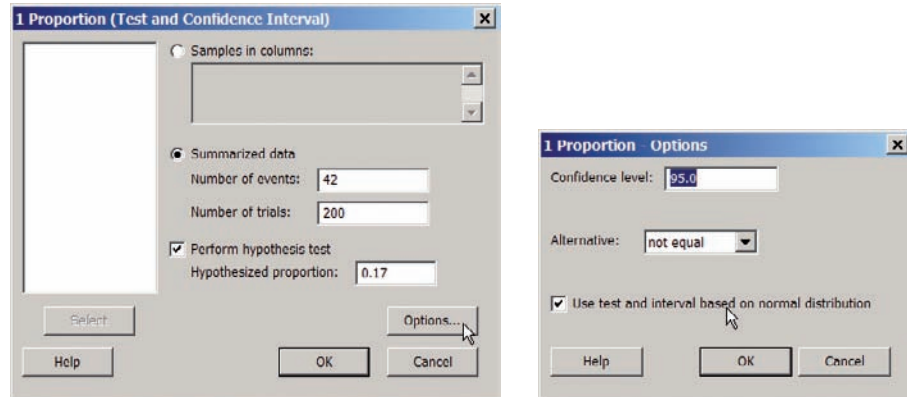 1 Proportion (Test and Confidence Interval)
Samples in columns:
Summarized data
Number of events: 42
Number of trials: 200
Perform hypothesis test
Hypothesized proportion: 0.17
Select
Options...
Help
OK
Cancel
1 Proportion - Options
Confidence level: 95.0
Alternative: not equal
Use test and interval based on normal distribution
Help
OK
Cancel